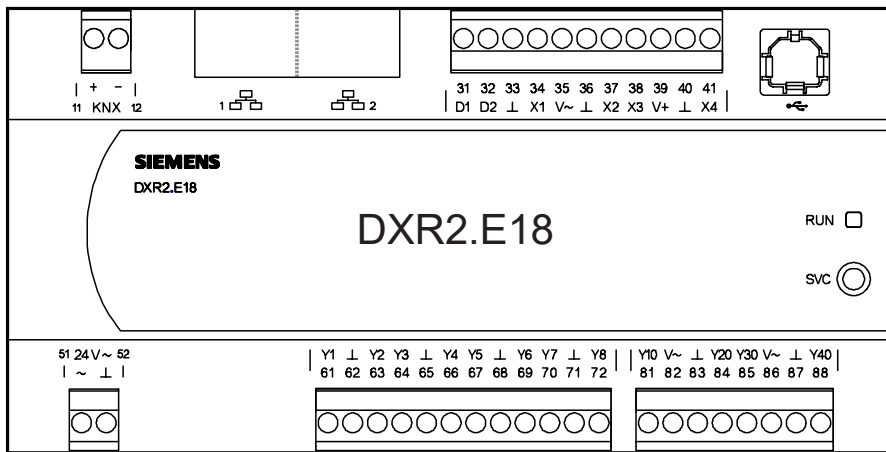 31 32 33 34 35 36 37 38 39 40 41
+ −
11 KNX 12
1 2
D1 D2 ⊥ X1 V~ ⊥ X2 X3 V+ ⊥ X4
SIEMENS
DXR2.E18
DXR2.E18
RUN
SVC
51 24 V ~ 52
~ ⊥
Y1 ⊥ Y2 Y3 ⊥ Y4 Y5 ⊥ Y6 Y7 ⊥ Y8
61 62 63 64 65 66 67 68 69 70 71 72
Y10 V~ ⊥ Y20 Y30 V~ ⊥ Y40
81 82 83 84 85 86 87 88